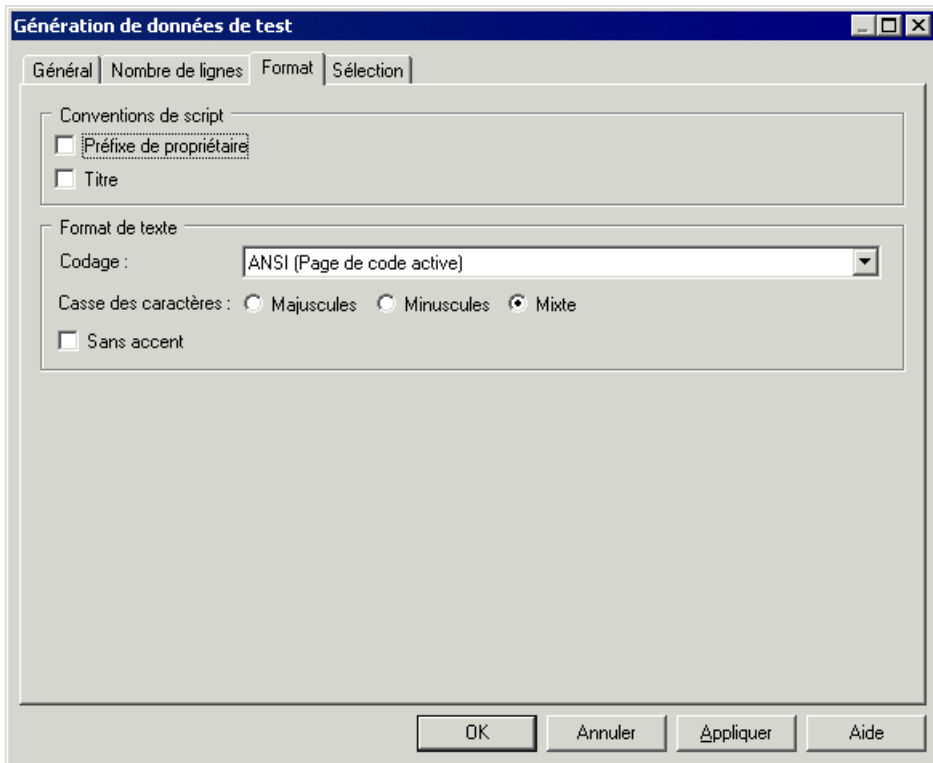 Génération de données de test
Général Nombre de lignes Format Sélection
Conventions de script
Préfixe de propriétaire
Titre
Format de texte
Codage : ANSI (Page de code active)
Casse des caractères : Majuscules Minuscules Mixte
Sans accent
OK Annuler Appliquer Aide